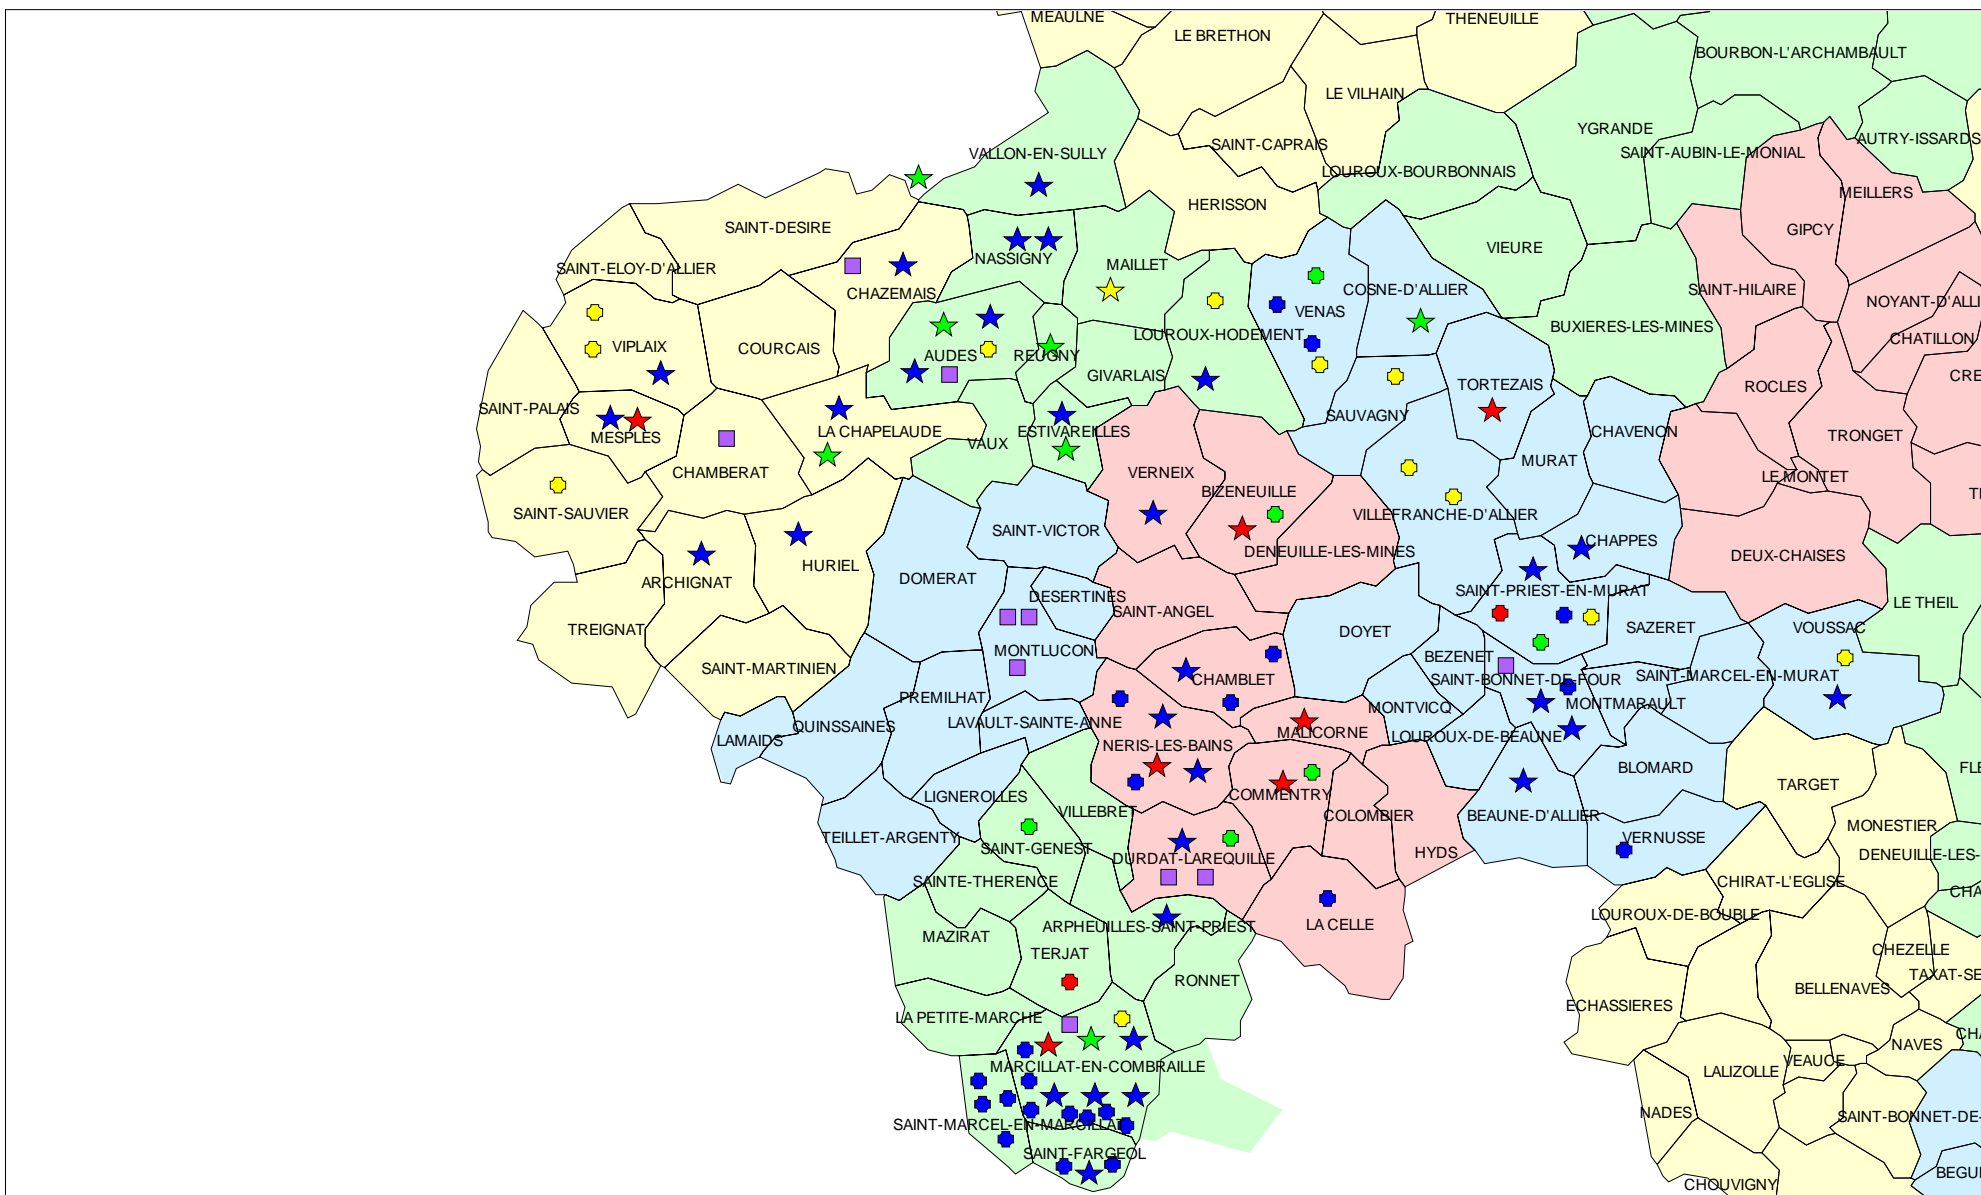 MEAULNE
THENEUILLE
LE BRETHON
BOURBON-L'ARCHAMBAULT
LE VILHAIN
YGRANDE
AUTRY-ISSARDS
SAINT-CAPRAIS
VALLON-EN-SULLY
SAINT-AUBIN-LE-MONIAL
LOUROUX-BOURBONNAIS
MEILLERS
HERISSON
SAINT-DESIRE
GIPCY
VIEURE
NASSIGNY
MAILLET
SAINT-ELOY-D'ALLIER
CHAZEMAIS
COSNE-D'ALLIER
SAINT-HILAIRE
NOYANT-D'ALLI
VENAS
BUXIERES-LES-MINES
LOUROUX-HODEMENT
CHATILLON
VIPLAIX
COURCAIS
AUDES
REUGNY
GIVARLAIS
CRE
TORTEZAIS
ROCLES
SAINT-PALAIS
SAUVAGNY
MESPLES
LA CHAPELAUDE
ESTIVAREILLES
CHAVENON
TRONGET
VAUX
MURAT
CHAMBERAT
VERNEIX
LE MONTET
BIZENEUILLE
TI
SAINT-SAUVIER
VILLEFRANCHE-D'ALLIER
SAINT-VICTOR
CHAPPES
DENEUILLE-LES-MINES
DEUX-CHAISES
HURIEL
DOMERAT
ARCHIGNAT
SAINT-PRIEST-EN-MURAT
DESERTINES
LE THEIL
SAINT-ANGEL
TREIGNAT
DOYET
SAZERET
VOUSSAC
MONTLUCON
BEZENET
SAINT-MARTINIEN
CHAMBLET
SAINT-BONNET-DE-FOUR
SAINT-MARCEL-EN-MURAT
PREMILHAT
MONTVICQ
MONTMARAULT
LAVAULT-SAINTE-ANNE
QUINSSAINES
MALICORNE
LOUROUX-DE-BEAUNE
LAMAIDS
NERIS-LES-BAINS
BLOMARD
FLE
TARGET
LIGNEROLLES
COMMENTRY
VILLEBRET
COLOMBIER
BEAUNE-D'ALLIER
MONESTIER
TEILLET-ARGENTY
VERNUSSE
SAINT-GENEST
HYDS
DENEUILLE-LES-
DURDAT-LAREQUILLE
SAINTE-THERENCE
CHIRAT-L'EGLISE
CHA
LOUROUX-DE-BOUBLE
ARPHEUILLES-SAINT-PRIEST
LA CELLE
MAZIRAT
CHEZELLE
TERJAT
TAXAT-SE
RONNET
BELLENAVES
ECHASSIERES
LA PETITE-MARCHE
CHA
NAVES
VEAUCE
MARCILLAT-EN-COMBRAILLE
LALIZOLLE
NADES
SAINT-BONNET-DE-
SAINT-MARCEL-EN-MARCILLAT
SAINT-FARGEOL
BEGUE
CHOUVIGNY